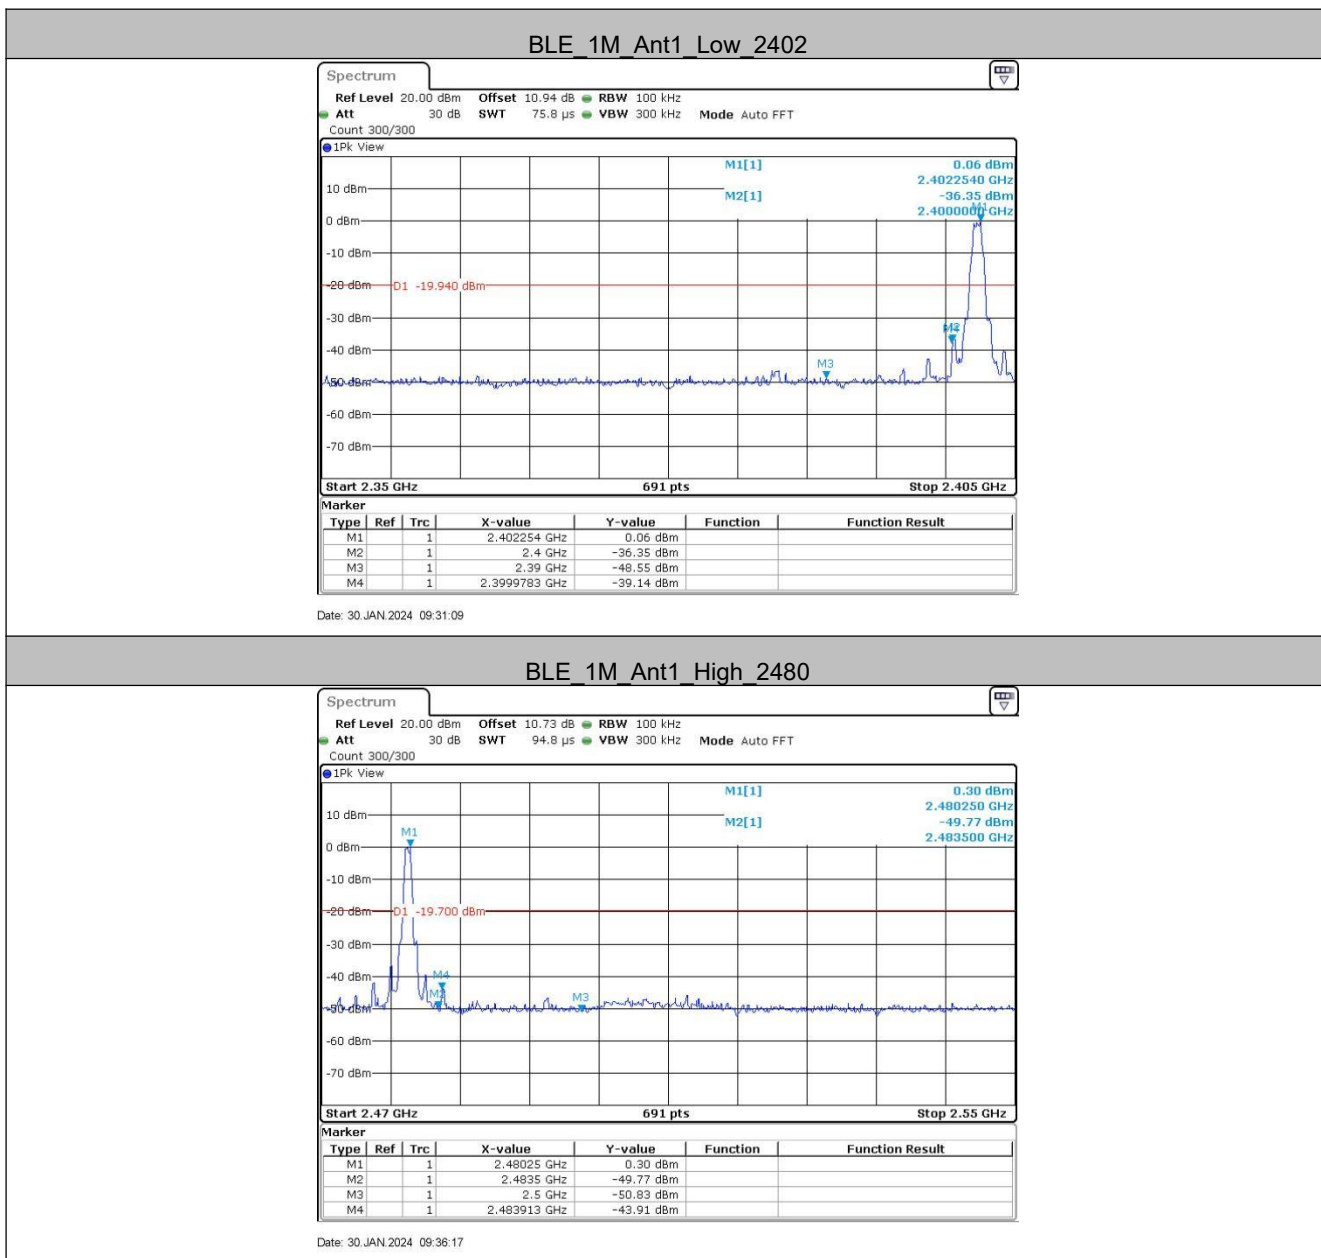 BLE_1M_Ant1_Low_2402
Spectrum
Ref Level 20.00 dBm Offset 10.94 dB RBW 100 kHz
Att 30 dB SWT 75.8 µs VBW 300 kHz Mode Auto FFT
Count 300/300
1Pk View
M1[1] 0.06 dBm
2.4022540 GHz
10 dBm
M2[1] -36.35 dBm
2.4000000 GHz
M1
0 dBm
-10 dBm
-20 dBm
D1 -19.940 dBm
-30 dBm
M2
-40 dBm
M3
-50 dBm
-60 dBm
-70 dBm
Start 2.35 GHz 691 pts Stop 2.405 GHz
Marker
Type Ref Trc X-value Y-value Function Function Result
M1 1 2.402254 GHz 0.06 dBm
M2 1 2.4 GHz -36.35 dBm
M3 1 2.39 GHz -48.55 dBm
M4 1 2.3999783 GHz -39.14 dBm
Date: 30.JAN.2024 09:31:09
BLE_1M_Ant1_High_2480
Spectrum
Ref Level 20.00 dBm Offset 10.73 dB RBW 100 kHz
Att 30 dB SWT 94.8 µs VBW 300 kHz Mode Auto FFT
Count 300/300
1Pk View
M1[1] 0.30 dBm
2.480250 GHz
10 dBm
M2[1] -49.77 dBm
2.483500 GHz
M1
0 dBm
-10 dBm
-20 dBm
D1 -19.700 dBm
-30 dBm
-40 dBm
M4
M2
M3
-50 dBm
-60 dBm
-70 dBm
Start 2.47 GHz 691 pts Stop 2.55 GHz
Marker
Type Ref Trc X-value Y-value Function Function Result
M1 1 2.48025 GHz 0.30 dBm
M2 1 2.4835 GHz -49.77 dBm
M3 1 2.5 GHz -50.83 dBm
M4 1 2.483913 GHz -43.91 dBm
Date: 30.JAN.2024 09:36:17